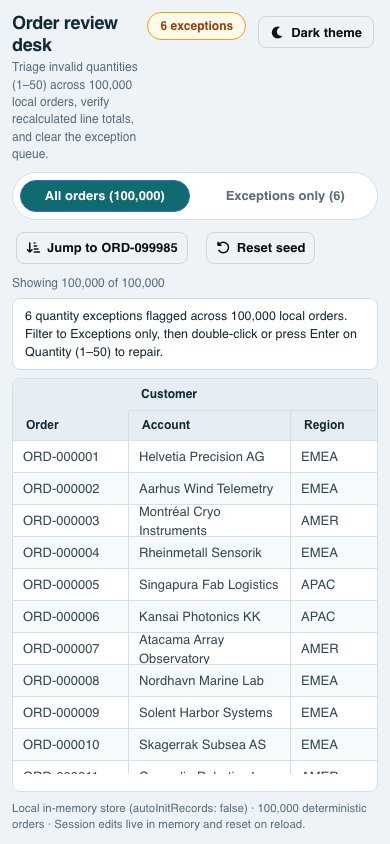 Order review
desk
6 exceptions
Dark theme
Triage invalid quantities
(1–50) across 100,000
local orders, verify
recalculated line totals,
and clear the exception
queue.
All orders (100,000)
Exceptions only (6)
Jump to ORD-099985
Reset seed
Showing 100,000 of 100,000
6 quantity exceptions flagged across 100,000 local orders.
Filter to Exceptions only, then double-click or press Enter on
Quantity (1–50) to repair.
Customer
Order Account Region
ORD-000001 Helvetia Precision AG EMEA
ORD-000002 Aarhus Wind Telemetry EMEA
ORD-000003 Montréal Cryo
Instruments AMER
ORD-000004 Rheinmetall Sensorik EMEA
ORD-000005 Singapura Fab Logistics APAC
ORD-000006 Kansai Photonics KK APAC
ORD-000007 Atacama Array
Observatory AMER
ORD-000008 Nordhavn Marine Lab EMEA
ORD-000009 Solent Harbor Systems EMEA
ORD-000010 Skagerrak Subsea AS EMEA
Local in-memory store (autoInitRecords: false) · 100,000 deterministic
orders · Session edits live in memory and reset on reload.